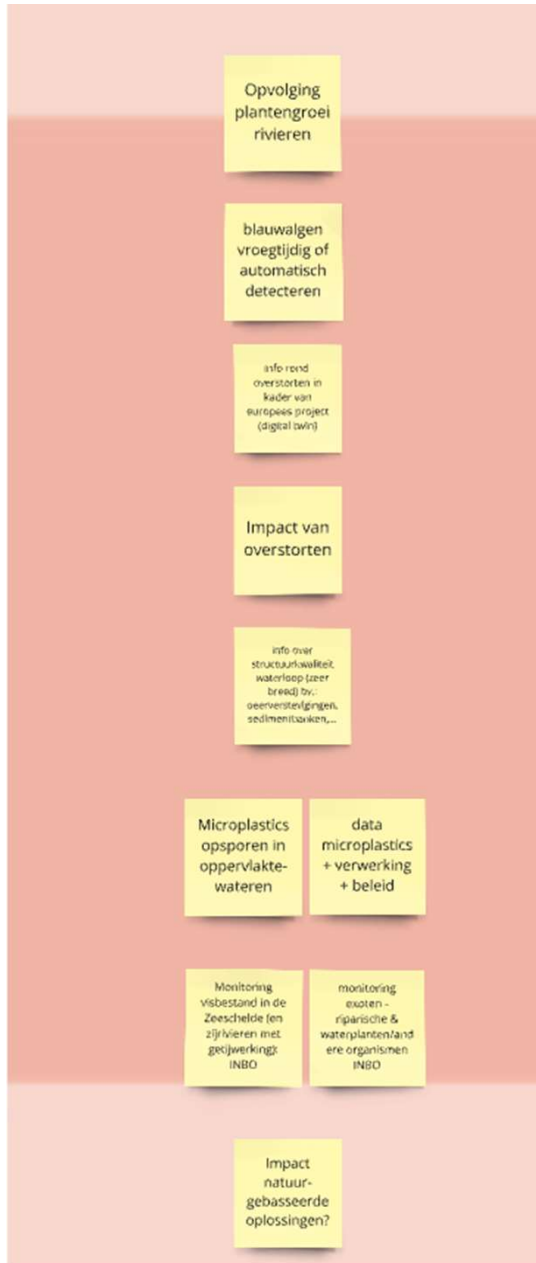 Opvolging
plantengroei
rivieren
blauwalgen
vroegtijdig of
automatisch
detecteren
info rond
overstorten in
kader van
europees project
(digital twin)
Impact van
overstorten
info over
structuurkwaliteit
waterloop (zeer
breed) bv.:
oeerverstevigingen,
sedimentbanken,...
Microplastics
opsporen in
oppervlakte-
wateren
data
microplastics
+ verwerking
+ beleid
Monitoring
visbestand in de
Zeeschelde (en
zijrivieren met
getijwerking):
INBO
monitoring
exoten -
riparische &
waterplanten/and
ere organismen
INBO
Impact
natuur-
gebasseerde
oplossingen?